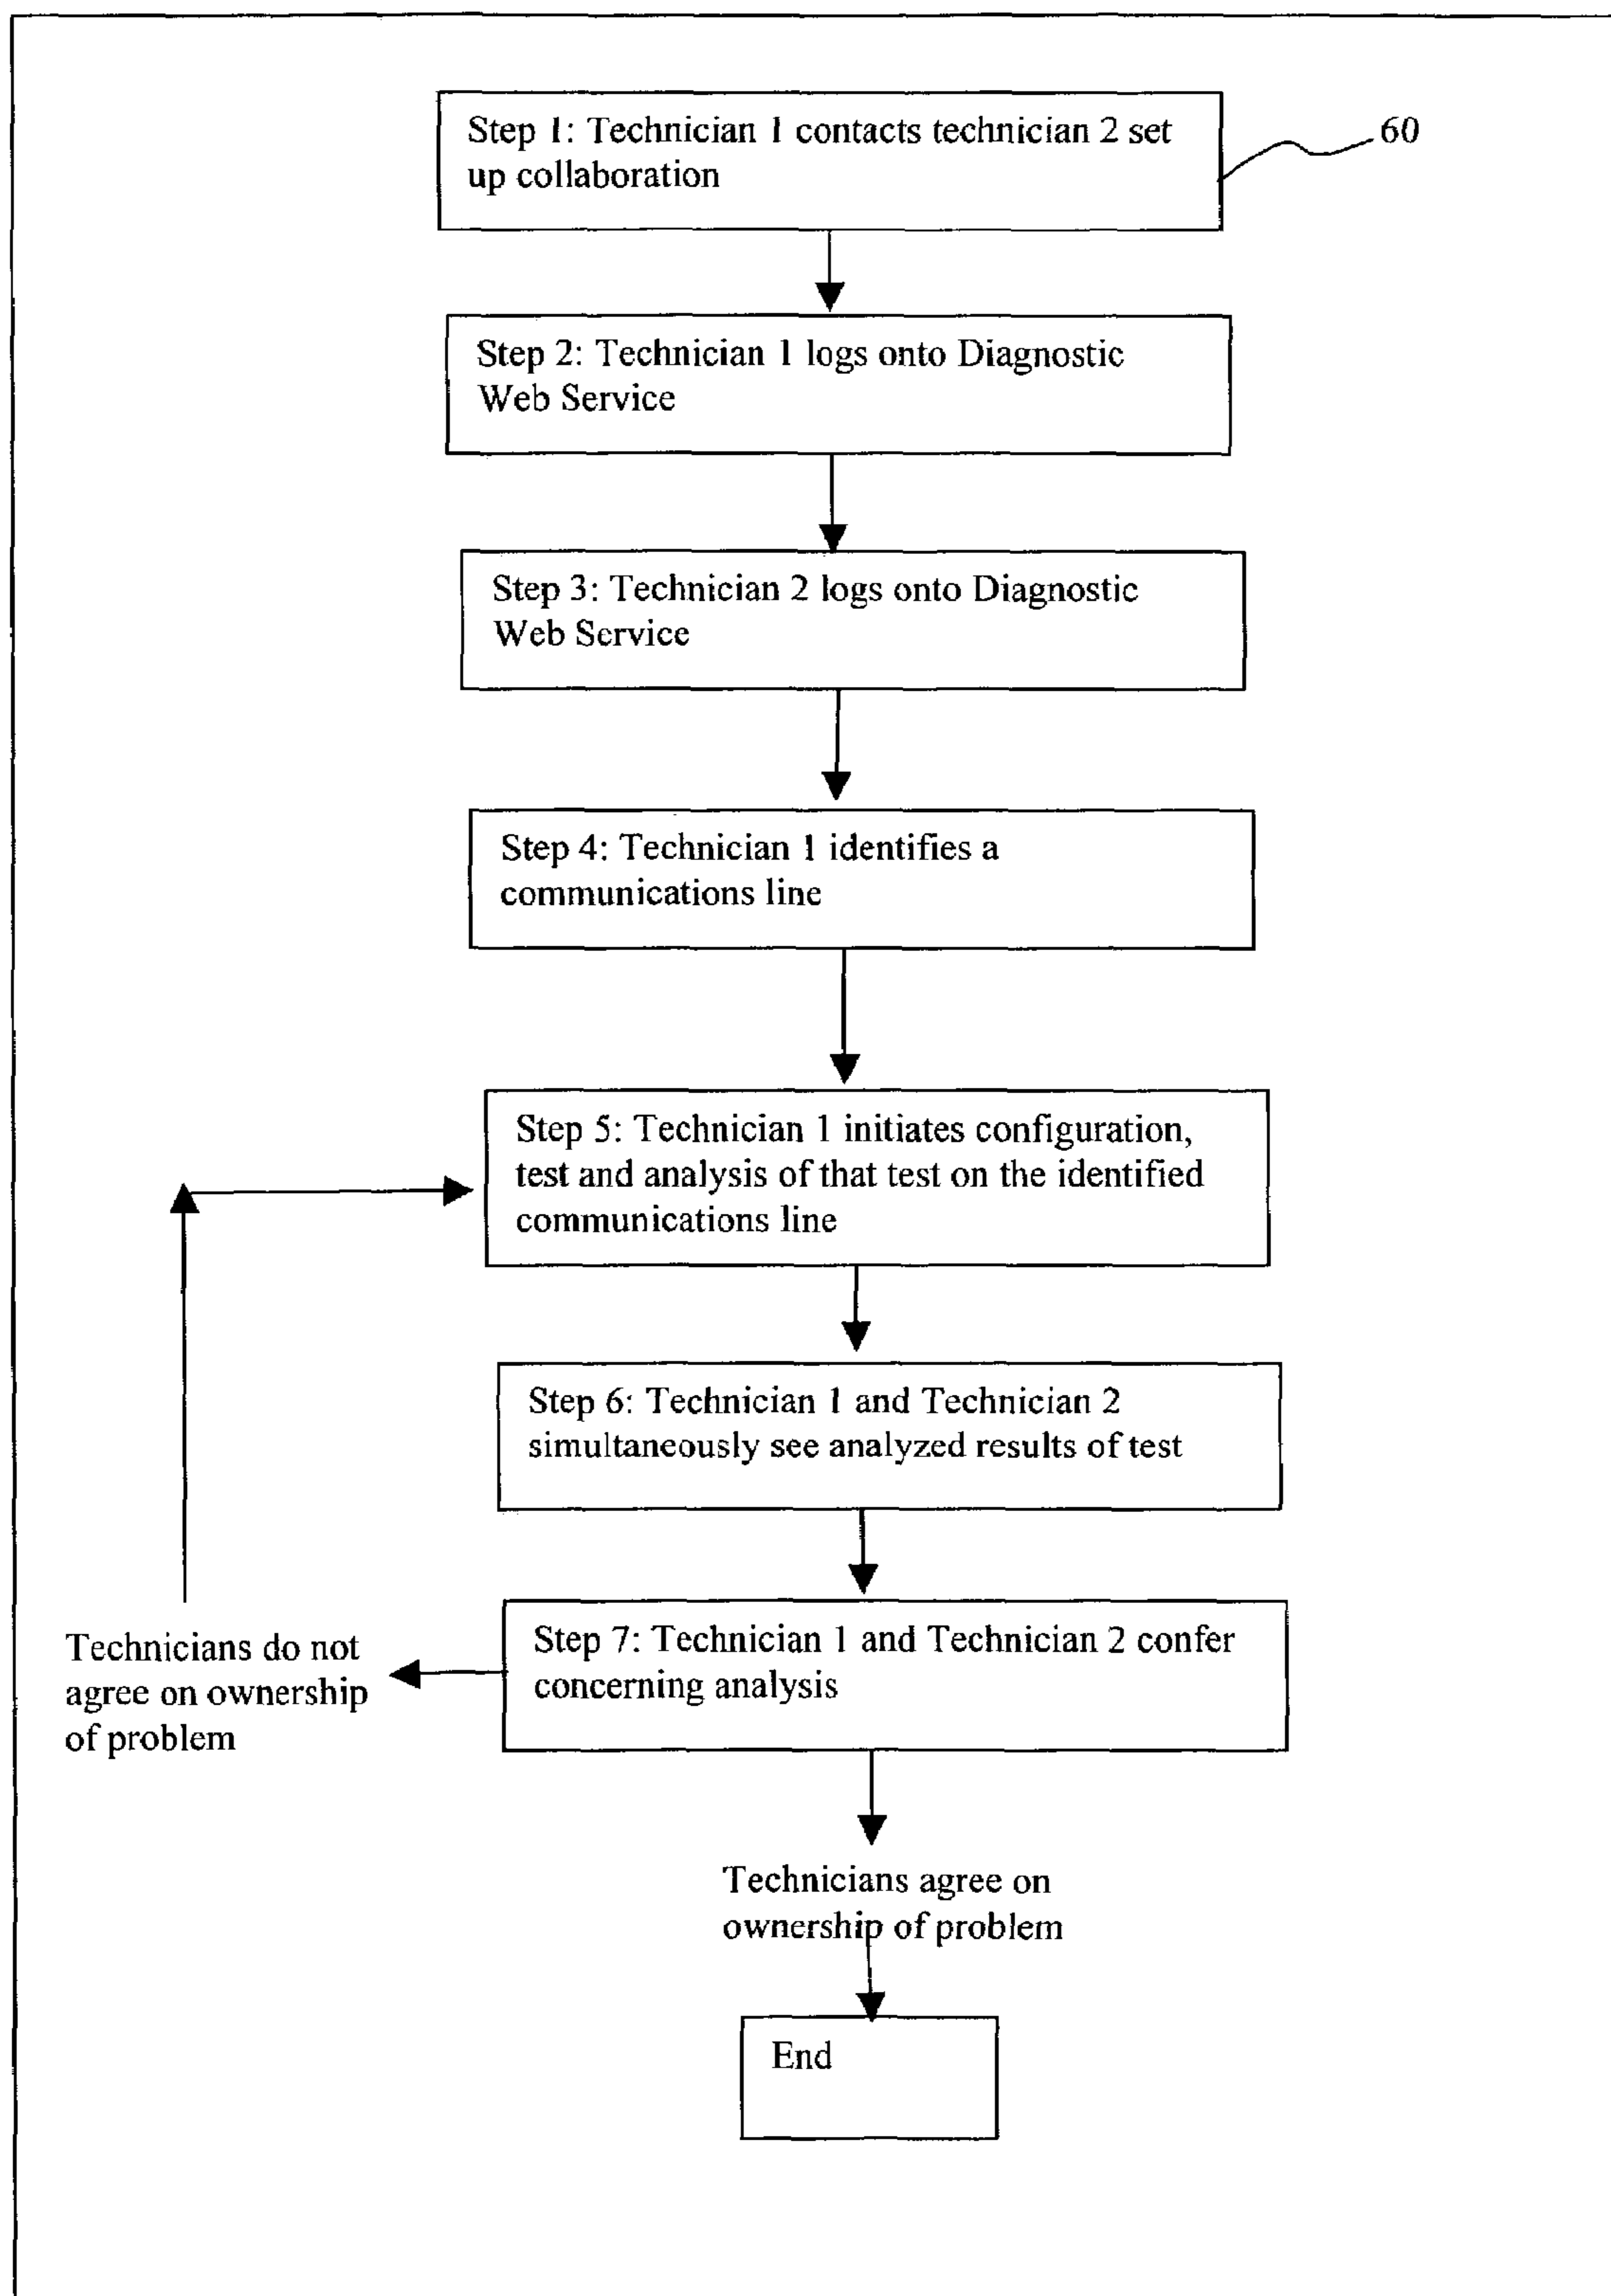 Step 1: Technician 1 contacts technician 2 set
up collaboration
60
Step 2: Technician 1 logs onto Diagnostic
Web Service
Step 3: Technician 2 logs onto Diagnostic
Web Service
Step 4: Technician 1 identifies a
communications line
Step 5: Technician 1 initiates configuration,
test and analysis of that test on the identified
communications line
Step 6: Technician 1 and Technician 2
simultaneously see analyzed results of test
Step 7: Technician 1 and Technician 2 confer
concerning analysis
Technicians do not
agree on ownership
of problem
Technicians agree on
ownership of problem
End